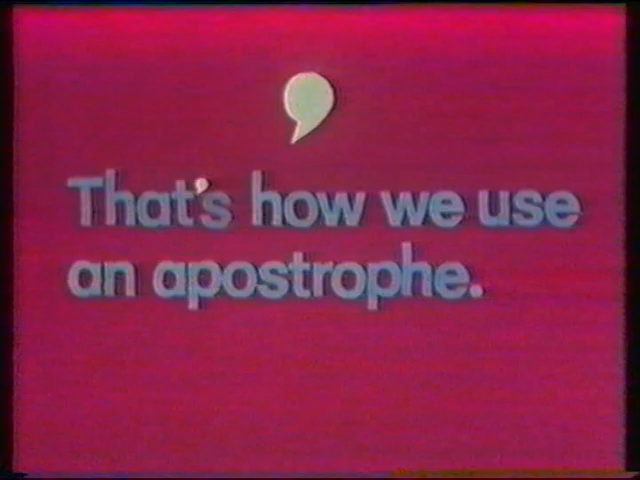 ’
That’s how we use
an apostrophe.